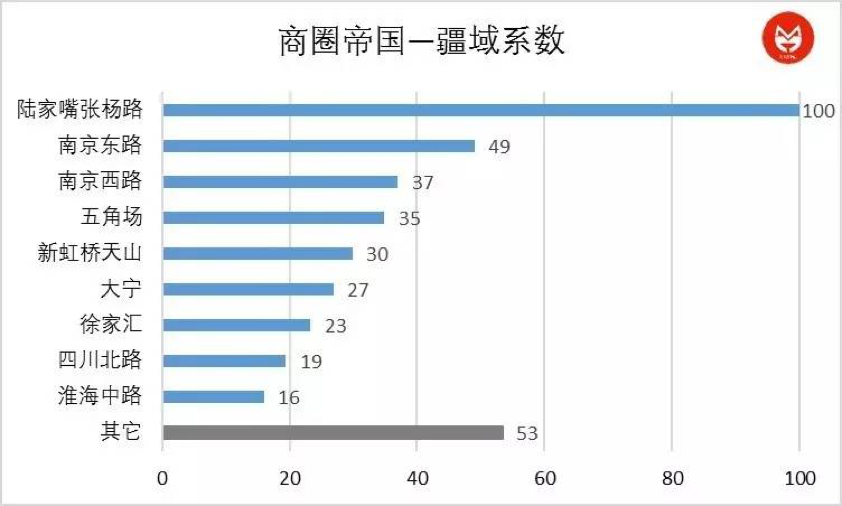 商圈帝国—疆域系数
陆家嘴张杨路 100
南京东路 49
南京西路 37
五角场 35
新虹桥天山 30
大宁 27
徐家汇 23
四川北路 19
淮海中路 16
其它 53
0 20 40 60 80 100